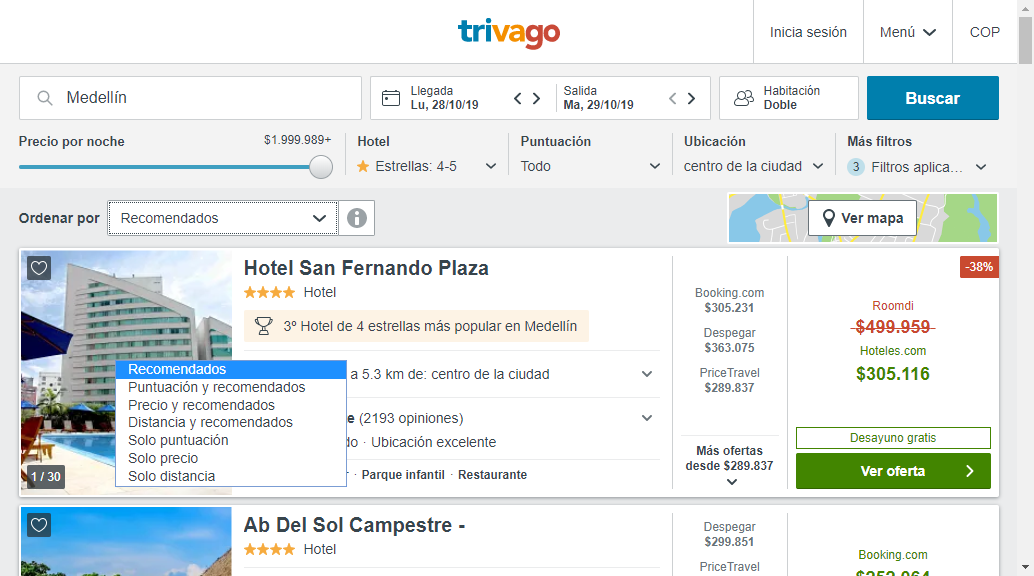 trivago
Inicia sesión
Menú
COP
Medellín
Llegada
Lu, 28/10/19
Salida
Ma, 29/10/19
Habitación
Doble
Buscar
Precio por noche
$1.999.989+
Hotel
Estrellas: 4-5
Puntuación
Todo
Ubicación
centro de la ciudad
Más filtros
3 Filtros aplica...
Ordenar por
Recomendados
Ver mapa
Hotel San Fernando Plaza
Hotel
3º Hotel de 4 estrellas más popular en Medellín
a 5.3 km de: centro de la ciudad
(2193 opiniones)
· Ubicación excelente
· Parque infantil · Restaurante
1 / 30
Recomendados
Puntuación y recomendados
Precio y recomendados
Distancia y recomendados
Solo puntuación
Solo precio
Solo distancia
Booking.com
$305.231
Despegar
$363.075
PriceTravel
$289.837
Más ofertas
desde $289.837
-38%
Roomdi
$499.959
Hoteles.com
$305.116
Desayuno gratis
Ver oferta
Ab Del Sol Campestre -
Hotel
Despegar
$299.851
PriceTravel
Booking.com